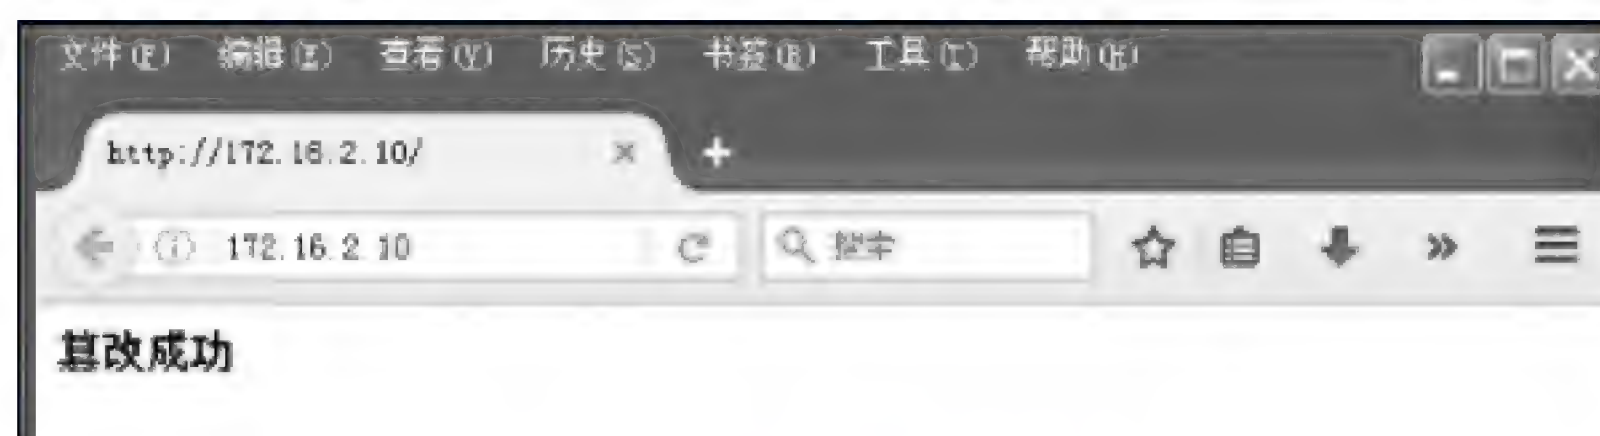 文件(F) 编辑(E) 查看(V) 历史(S) 书签(B) 工具(T) 帮助(H)
http://172.16.2.10/
172.16.2.10 搜索
篡改成功